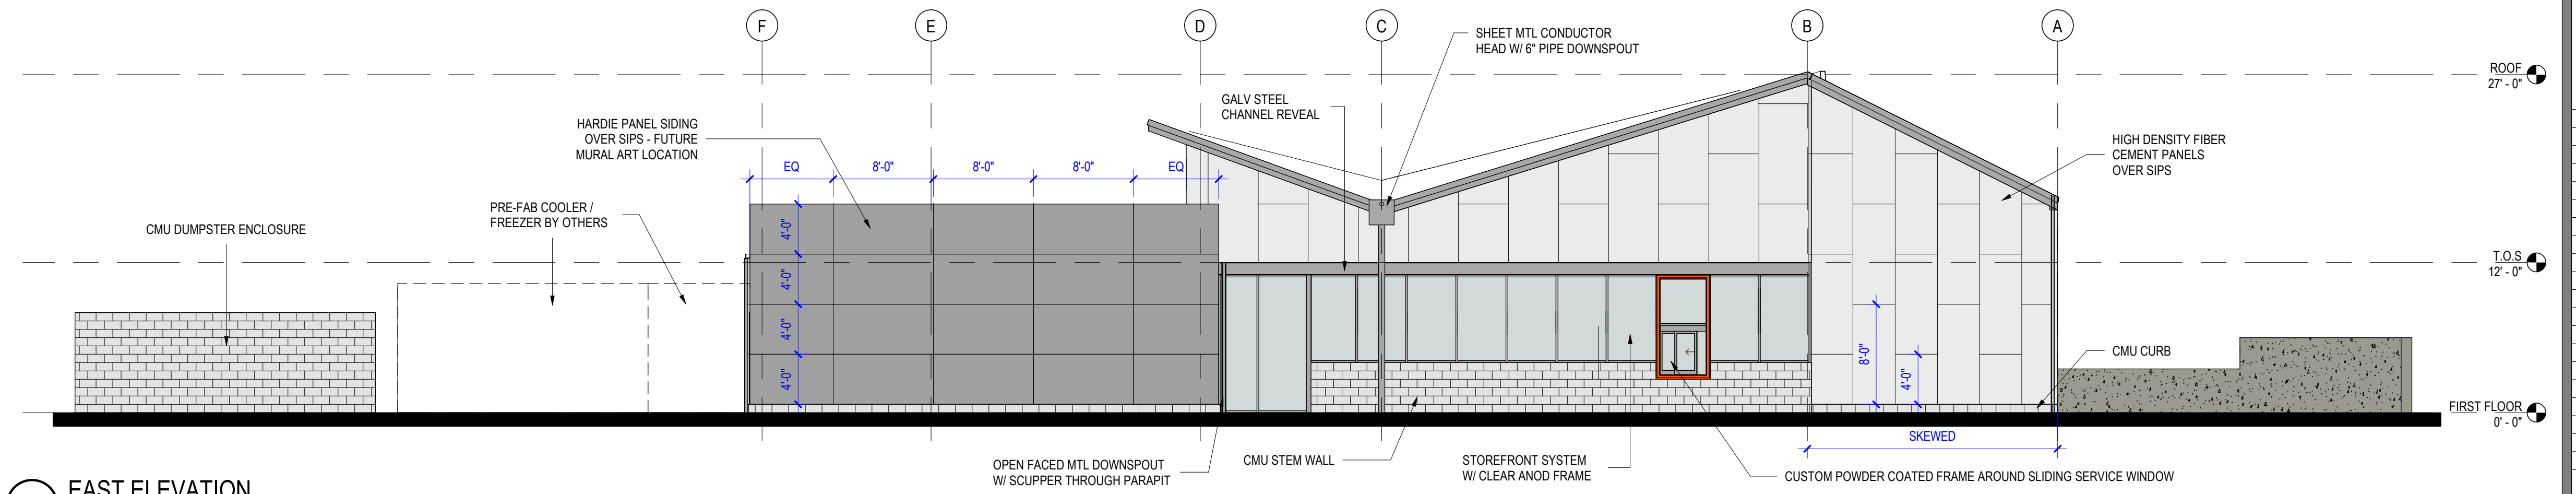 F
E
D
C
B
A
SHEET MTL CONDUCTOR
HEAD W/ 6" PIPE DOWNSPOUT
ROOF
27' - 0"
GALV STEEL
CHANNEL REVEAL
HARDIE PANEL SIDING
OVER SIPS - FUTURE
MURAL ART LOCATION
HIGH DENSITY FIBER
CEMENT PANELS
OVER SIPS
EQ
8'-0"
8'-0"
8'-0"
EQ
PRE-FAB COOLER /
FREEZER BY OTHERS
CMU DUMPSTER ENCLOSURE
4'-0"
4'-0"
4'-0"
4'-0"
T.O.S
12' - 0"
8'-0"
4'-0"
CMU CURB
FIRST FLOOR
0' - 0"
SKEWED
OPEN FACED MTL DOWNSPOUT
W/ SCUPPER THROUGH PARAPIT
CMU STEM WALL
STOREFRONT SYSTEM
W/ CLEAR ANOD FRAME
CUSTOM POWDER COATED FRAME AROUND SLIDING SERVICE WINDOW
EAST ELEVATION